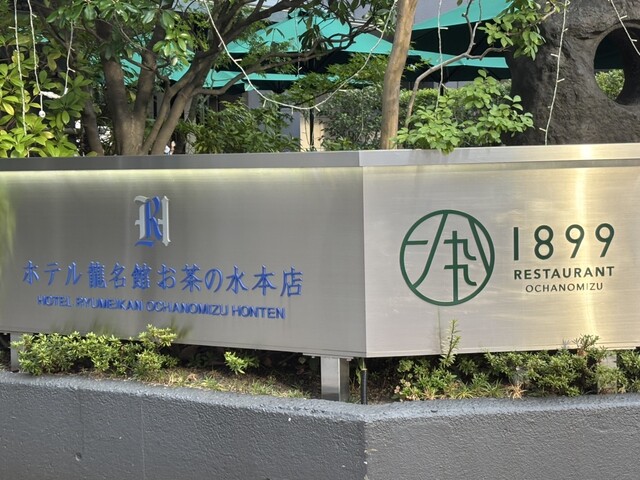 RH
ホテル龍名館お茶の水本店
HOTEL RYUMEIKAN OCHANOMIZU HONTEN
1899
RESTAURANT
OCHANOMIZU